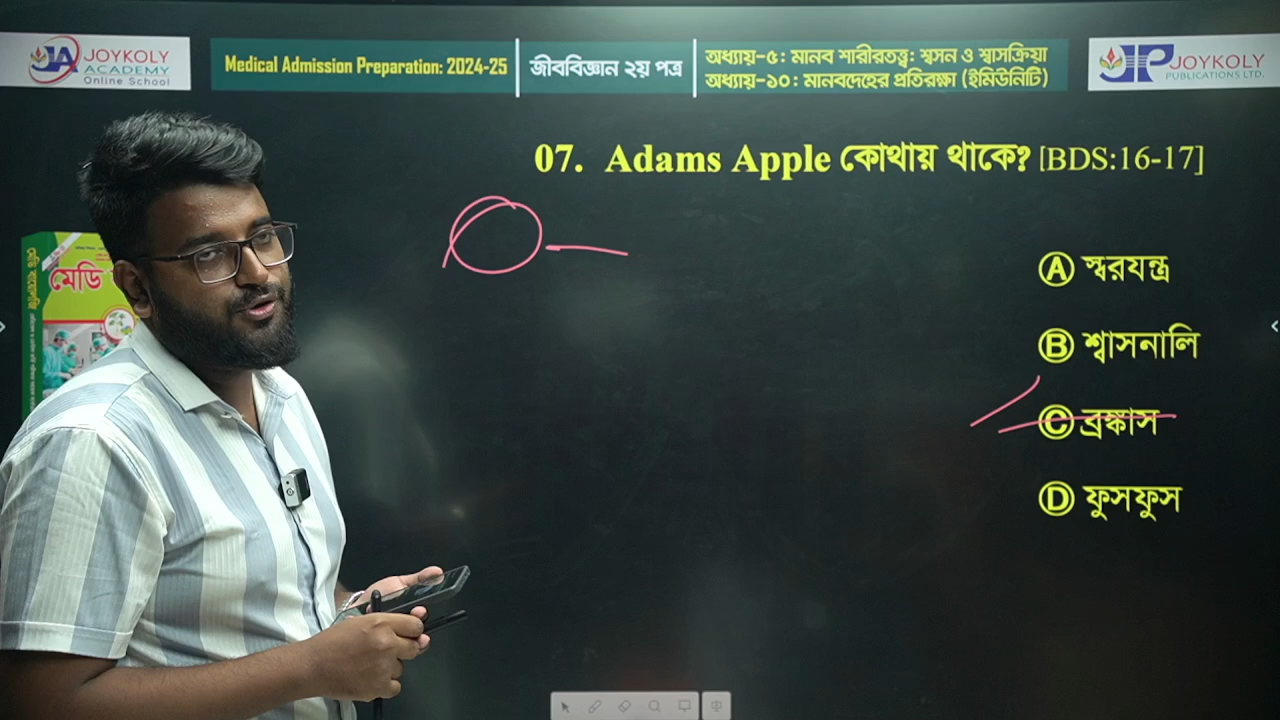 JA JOYKOLY
ACADEMY
Online School
Medical Admission Preparation: 2024-25
জীববিজ্ঞান ২য় পত্র
অধ্যায়-৫: মানব শারীরতত্ত্ব: শ্বসন ও শ্বাসক্রিয়া
অধ্যায়-১০: মানবদেহের প্রতিরক্ষা (ইমিউনিটি)
JP JOYKOLY
PUBLICATIONS LTD.
07. Adams Apple কোথায় থাকে? [BDS:16-17]
A স্বরযন্ত্র
B শ্বাসনালি
C ব্রঙ্কাস
D ফুসফুস
মেডি